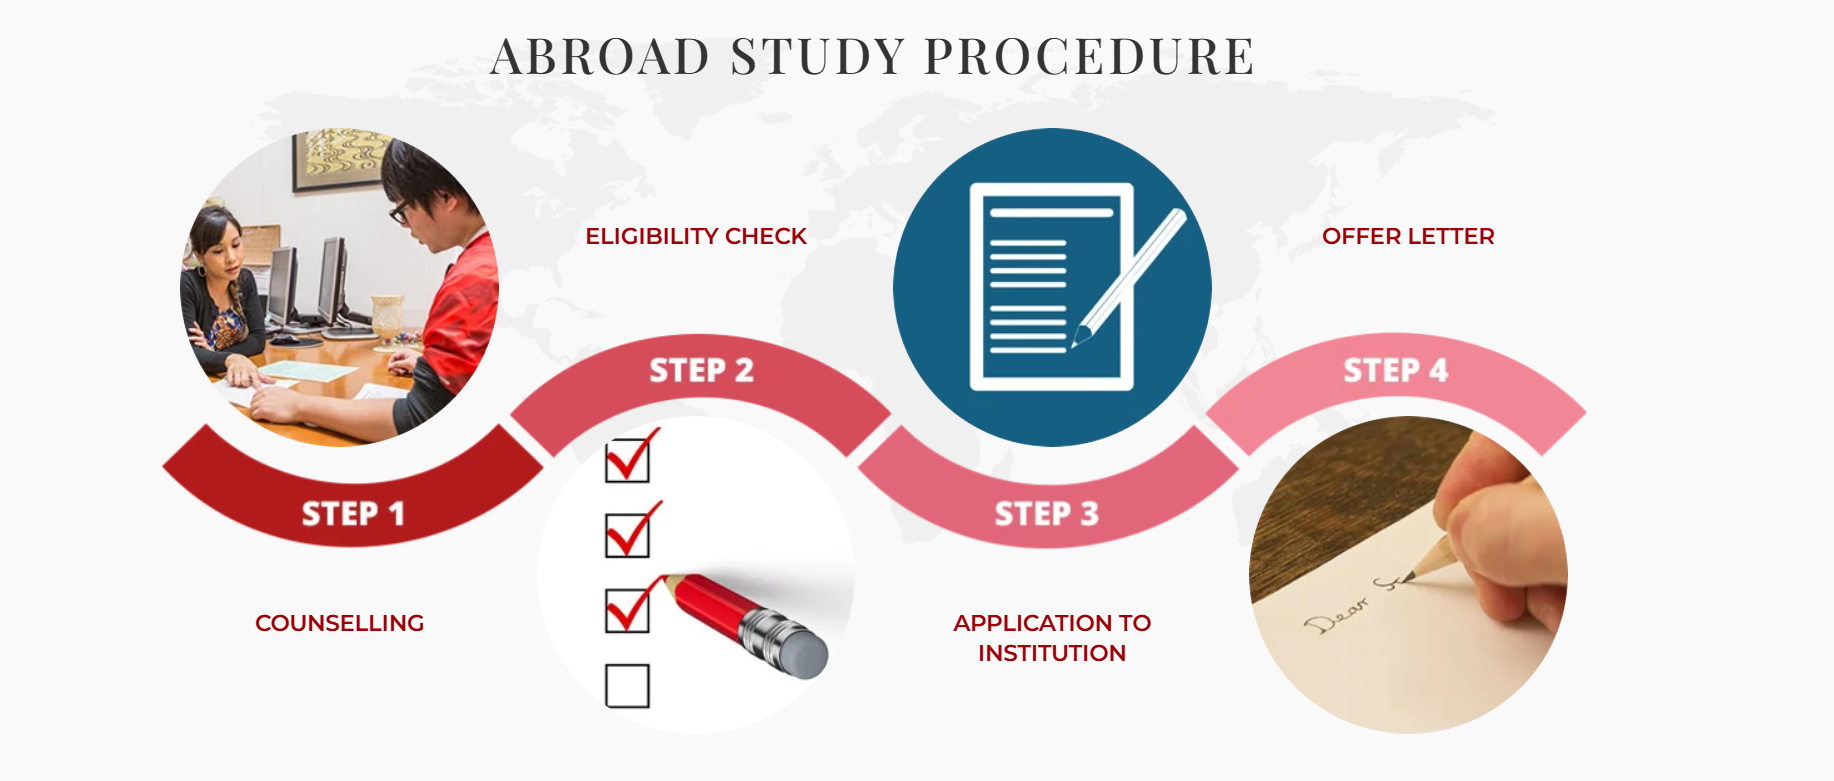 ABROAD STUDY PROCEDURE
STEP 1
COUNSELLING
ELIGIBILITY CHECK
STEP 2
STEP 3
APPLICATION TO
INSTITUTION
OFFER LETTER
STEP 4
Dear